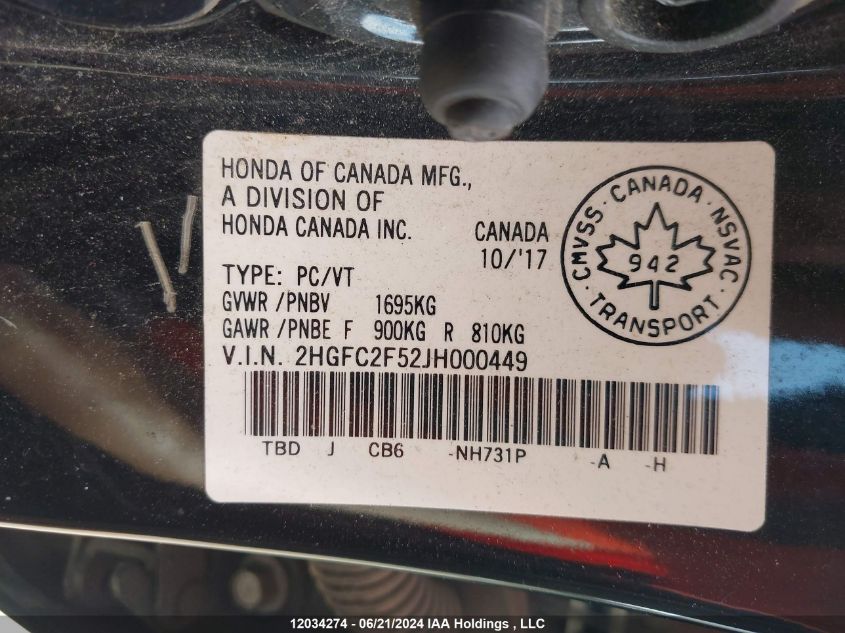 HONDA OF CANADA MFG.,
A DIVISION OF
HONDA CANADA INC. CANADA
10/'17
TYPE: PC/VT
GVWR /PNBV 1695KG
GAWR /PNBE F 900KG R 810KG
V.I.N. 2HGFC2F52JH000449
TBD J CB6 -NH731P -A -H
CMVSS · CANADA · NSVAC
942
· TRANSPORT ·
12034274 - 06/21/2024 IAA Holdings , LLC